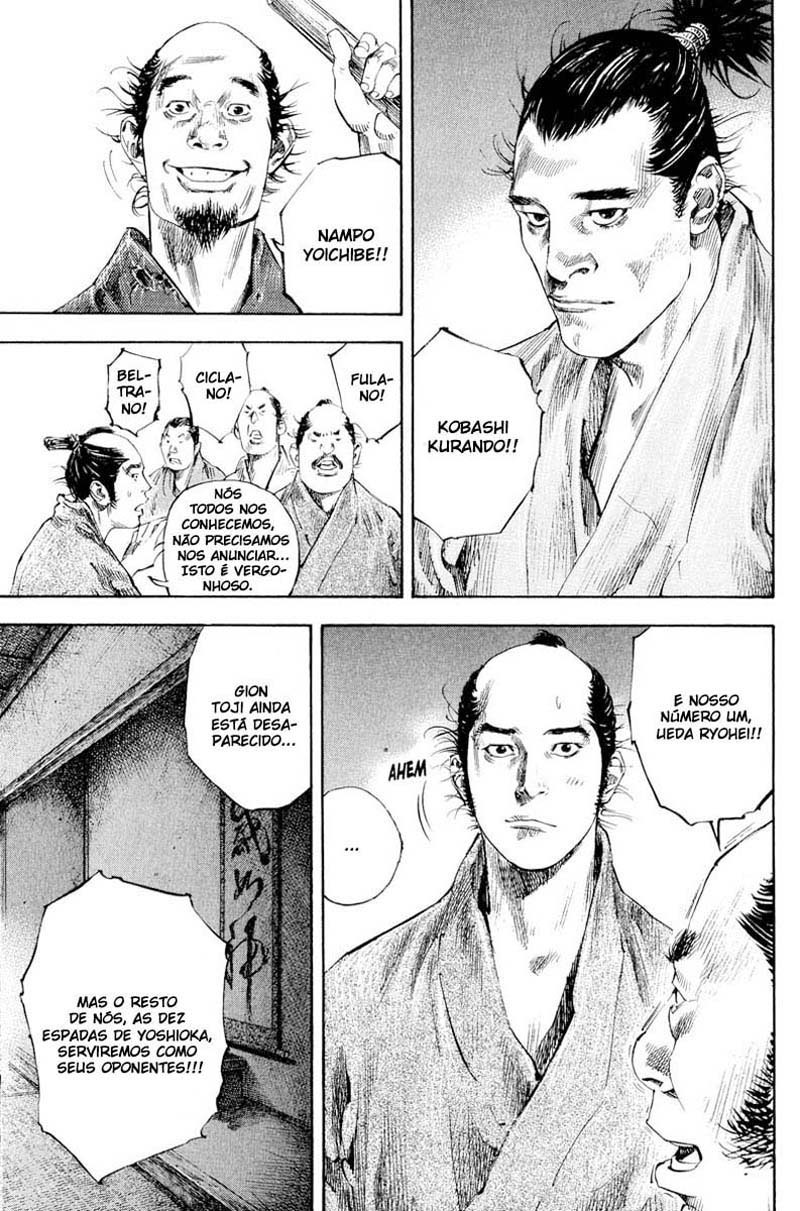 KOBASHI
KURANDO!!
NAMPO
YOICHIBE!!
FULA-
NO!
CICLA-
NO!
BEL-
TRA-
NO!
NÓS
TODOS NOS
CONHECEMOS,
NÃO PRECISAMOS
NOS ANUNCIAR...
ISTO É VERGO-
NHOSO.
E NOSSO
NÚMERO UM,
UEDA RYOHEI!!
AHEM
...
GION
TOJI AINDA
ESTÁ DESA-
PARECIDO...
MAS O RESTO
DE NÓS, AS DEZ
ESPADAS DE YOSHIOKA,
SERVIREMOS COMO
SEUS OPONENTES!!!